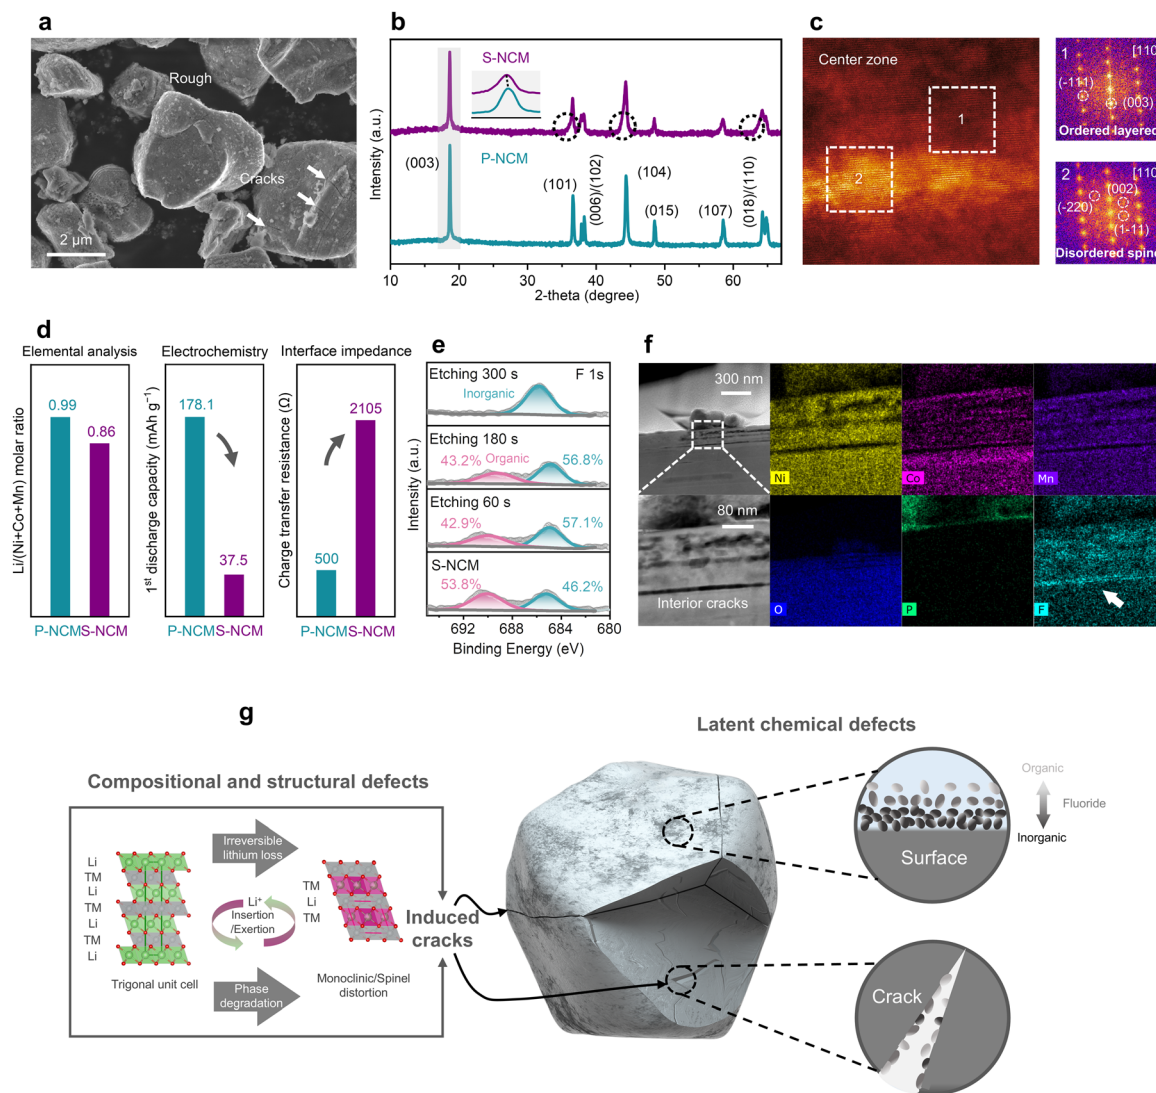 a
Rough
Cracks
2 μm
b
S-NCM
P-NCM
(003)
(101)
(006)/(102)
(104)
(015)
(107)
(018)/(110)
Intensity (a.u.)
10 20 30 40 50 60
2-theta (degree)
c
Center zone
1
2
1
[110
(-111)
(003)
Ordered layered
2
[110
(002)
(-220)
(1-11)
Disordered spine
d
Elemental analysis
Li/(Ni+Co+Mn) molar ratio
0.99
0.86
P-NCM S-NCM
Electrochemistry
1st discharge capacity (mAh g⁻¹)
178.1
37.5
P-NCM S-NCM
Interface impedance
Charge transfer resistance (Ω)
500
2105
P-NCM S-NCM
e
Etching 300 s F 1s
Inorganic
Etching 180 s
Organic
43.2% 56.8%
Etching 60 s
42.9% 57.1%
S-NCM
53.8% 46.2%
Intensity (a.u.)
692 688 684 680
Binding Energy (eV)
f
300 nm
Ni
Co
Mn
80 nm
Interior cracks
O
P
F
g
Compositional and structural defects
Li
TM
Li
TM
Li
TM
Li
Trigonal unit cell
Irreversible
lithium loss
Li⁺
Insertion
/Exertion
Phase
degradation
TM
Li
TM
Monoclinic/Spinel
distortion
Induced
cracks
Latent chemical defects
Surface
Organic
Fluoride
Inorganic
Crack